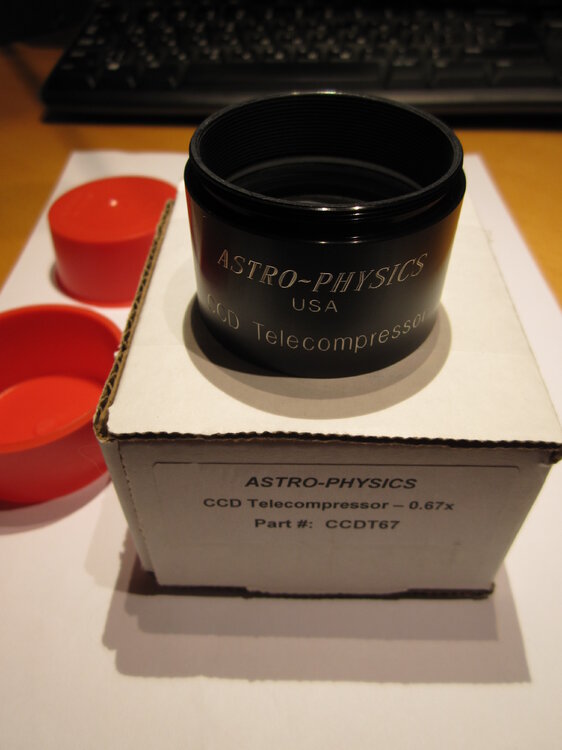 ASTRO~PHYSICS
USA
CCD Telecompressor
ASTRO-PHYSICS
CCD Telecompressor – 0.67x
Part #: CCDT67